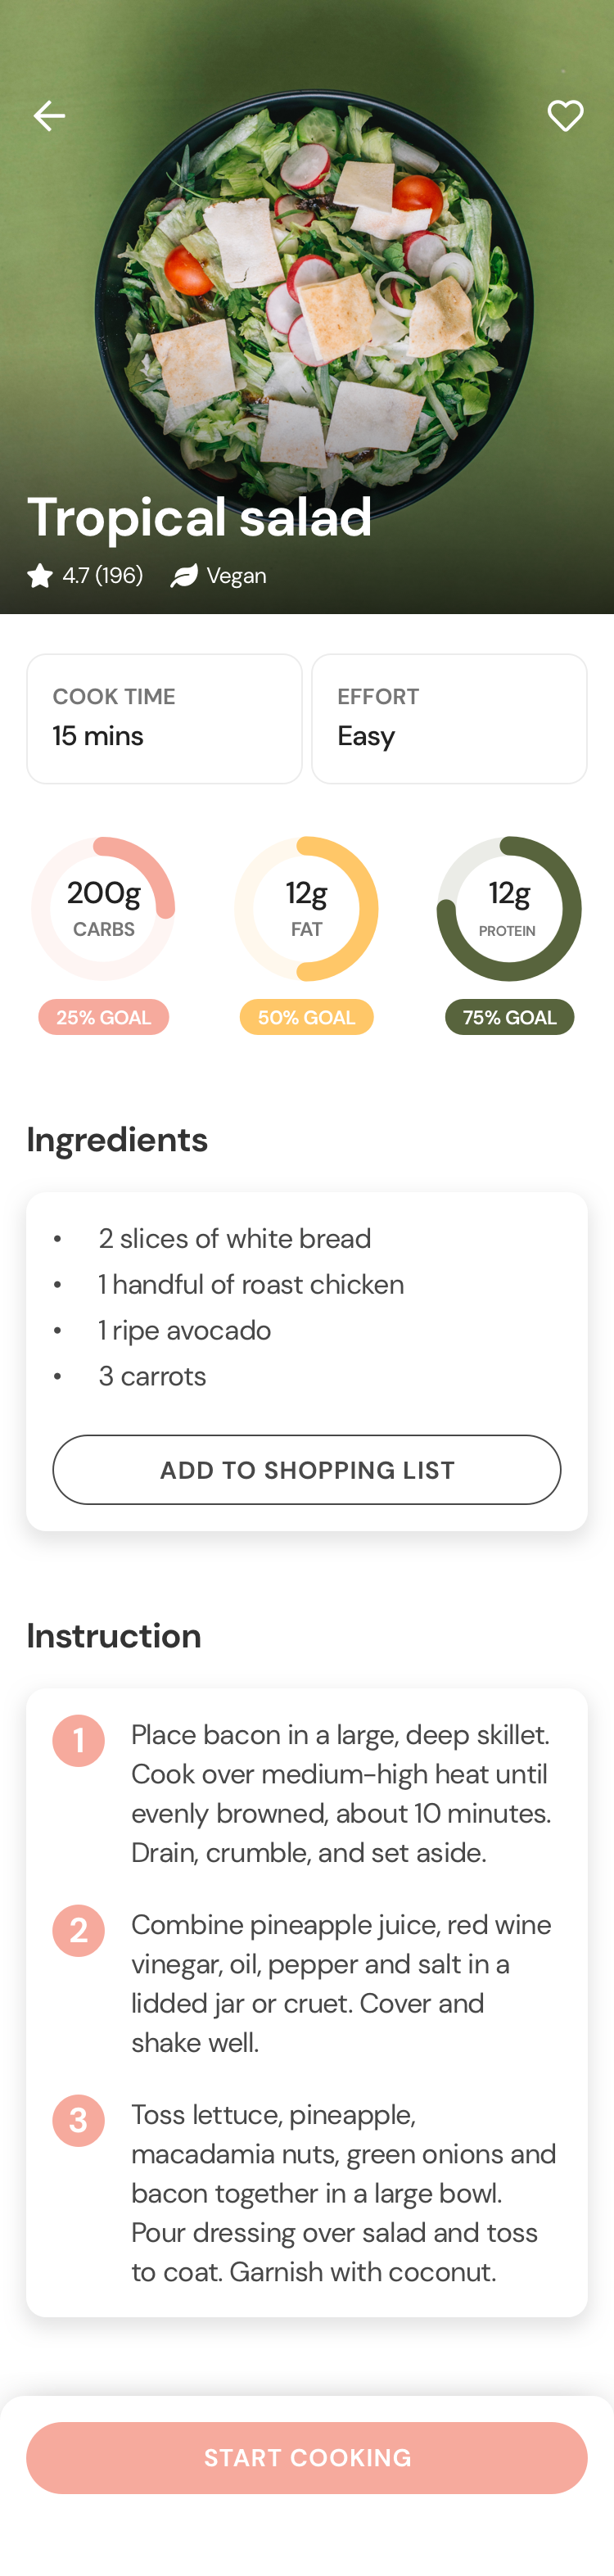 Tropical salad
4.7 (196) Vegan
COOK TIME
15 mins
EFFORT
Easy
200g
CARBS
25% GOAL
12g
FAT
50% GOAL
12g
PROTEIN
75% GOAL
Ingredients
• 2 slices of white bread
• 1 handful of roast chicken
• 1 ripe avocado
• 3 carrots
ADD TO SHOPPING LIST
Instruction
1 Place bacon in a large, deep skillet.
Cook over medium-high heat until
evenly browned, about 10 minutes.
Drain, crumble, and set aside.
2 Combine pineapple juice, red wine
vinegar, oil, pepper and salt in a
lidded jar or cruet. Cover and
shake well.
3 Toss lettuce, pineapple,
macadamia nuts, green onions and
bacon together in a large bowl.
Pour dressing over salad and toss
to coat. Garnish with coconut.
START COOKING